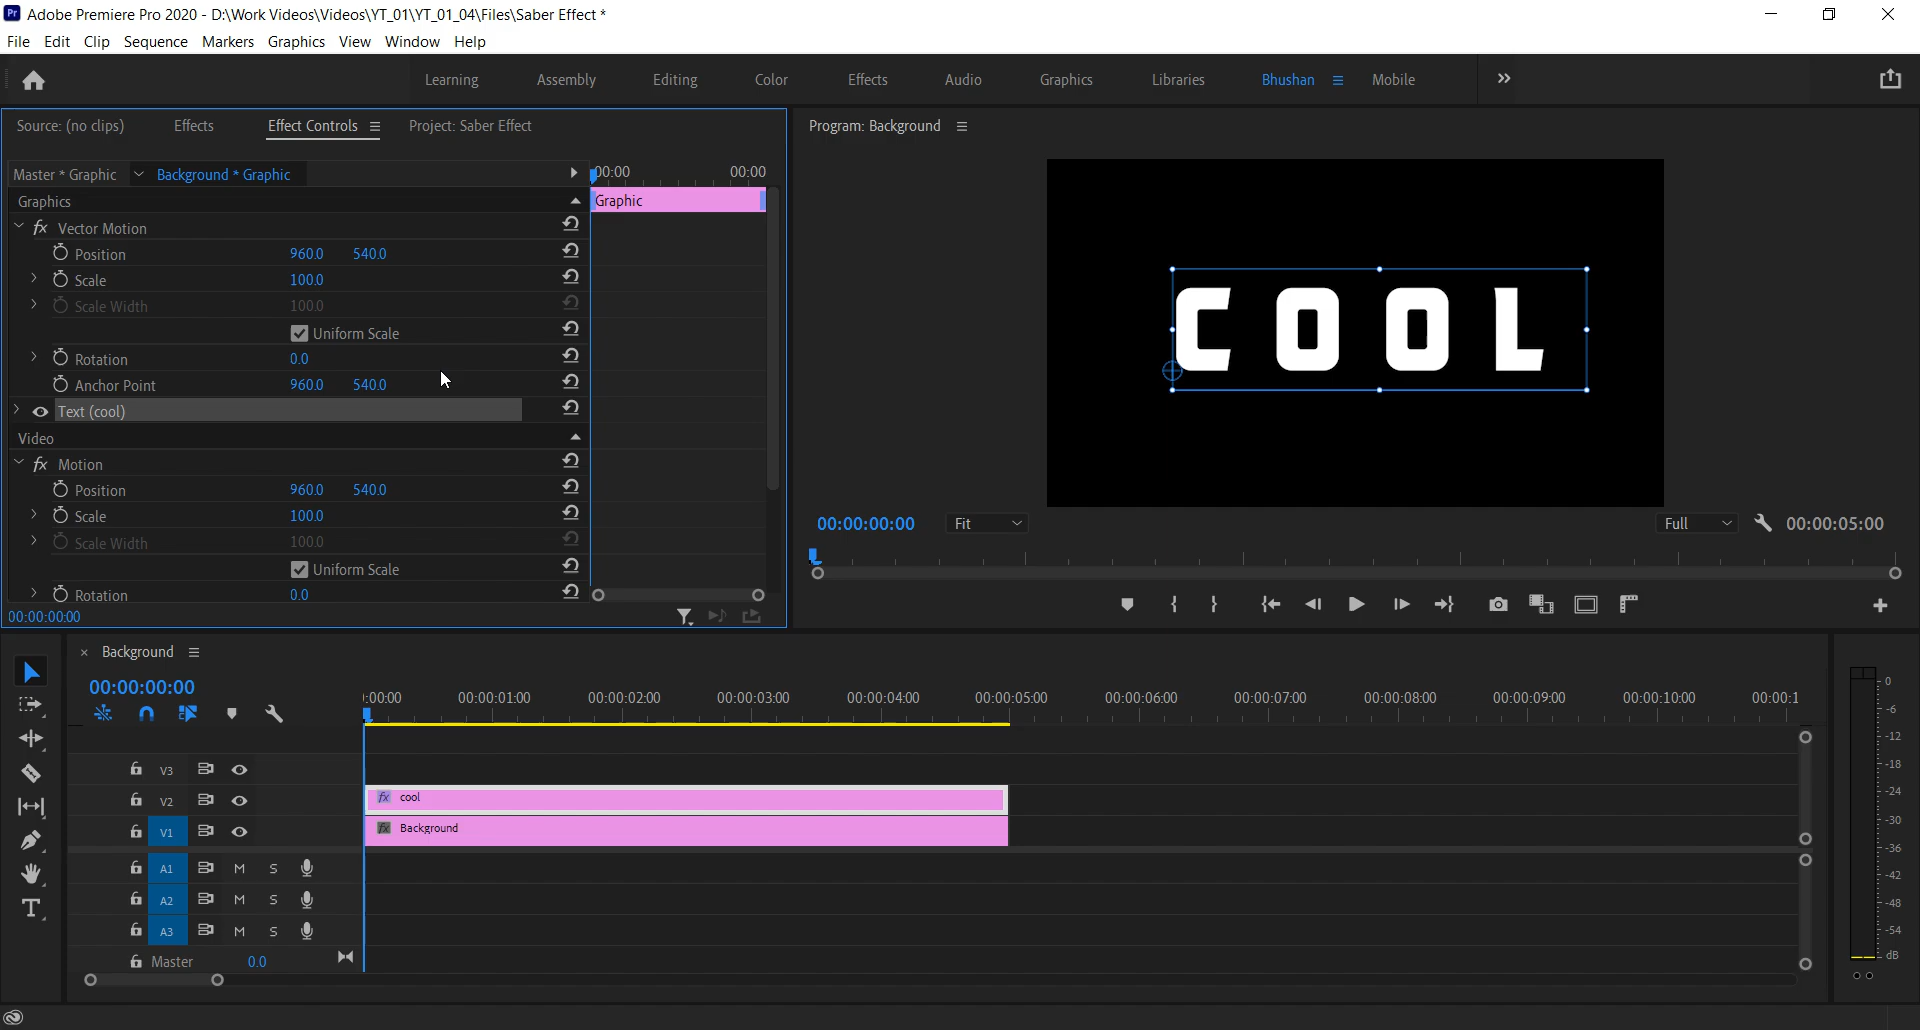 Pr Adobe Premiere Pro 2020 - D:\Work Videos\Videos\YT_01\YT_01_04\Files\Saber Effect *
File Edit Clip Sequence Markers Graphics View Window Help
Learning Assembly Editing Color Effects Audio Graphics Libraries Bhushan Mobile
Source: (no clips) Effects Effect Controls Project: Saber Effect
Program: Background
Master * Graphic Background * Graphic
00:00 00:00
Graphics
Graphic
fx Vector Motion
Position 960.0 540.0
Scale 100.0
Scale Width 100.0
Uniform Scale
Rotation 0.0
Anchor Point 960.0 540.0
Text (cool)
Video
fx Motion
Position 960.0 540.0
Scale 100.0
Scale Width 100.0
Uniform Scale
Rotation 0.0
00:00:00:00
COOL
00:00:00:00 Fit Full 00:00:05:00
× Background
00:00:00:00
:00:00 00:00:01:00 00:00:02:00 00:00:03:00 00:00:04:00 00:00:05:00 00:00:06:00 00:00:07:00 00:00:08:00 00:00:09:00 00:00:10:00 00:00:1
V3
V2 fx cool
V1 fx Background
A1 M S
A2 M S
A3 M S
Master 0.0
T
0
-6
-12
-18
-24
-30
-36
-42
-48
-54
dB